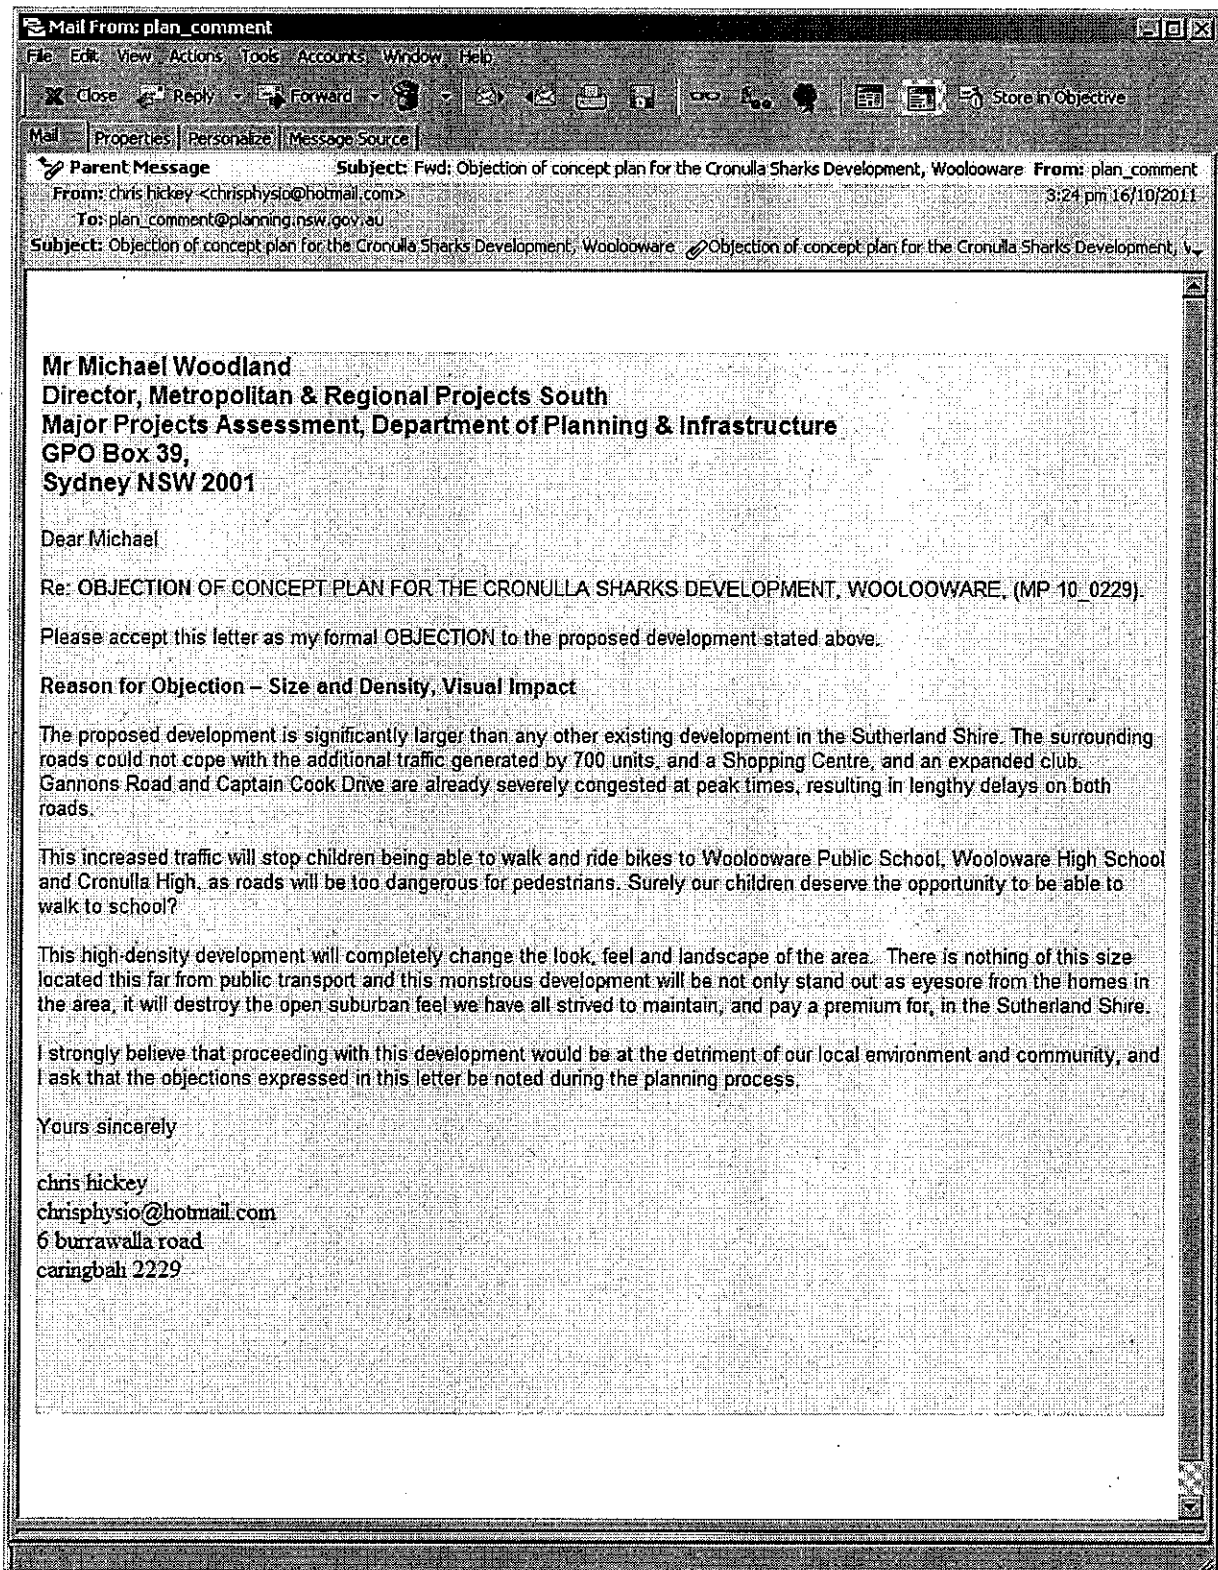 Mail From: plan_comment
File Edit View Actions Tools Accounts Window Help
Close Reply Forward Store in Objective
Mail Properties Personalize Message Source
Parent Message Subject: Fwd: Objection of concept plan for the Cronulla Sharks Development, Woolooware From: plan_comment
From: chris hickey <chrisphysio@hotmail.com> 3:24 pm 16/10/2011
To: plan_comment@planning.nsw.gov.au
Subject: Objection of concept plan for the Cronulla Sharks Development, Woolooware Objection of concept plan for the Cronulla Sharks Development,
Mr Michael Woodland
Director, Metropolitan & Regional Projects South
Major Projects Assessment, Department of Planning & Infrastructure
GPO Box 39,
Sydney NSW 2001
Dear Michael
Re: OBJECTION OF CONCEPT PLAN FOR THE CRONULLA SHARKS DEVELOPMENT, WOOLOOWARE, (MP 10_0229).
Please accept this letter as my formal OBJECTION to the proposed development stated above.
Reason for Objection – Size and Density, Visual Impact
The proposed development is significantly larger than any other existing development in the Sutherland Shire. The surrounding
roads could not cope with the additional traffic generated by 700 units, and a Shopping Centre, and an expanded club.
Gannons Road and Captain Cook Drive are already severely congested at peak times, resulting in lengthy delays on both
roads.
This increased traffic will stop children being able to walk and ride bikes to Woolooware Public School, Wooloware High School
and Cronulla High, as roads will be too dangerous for pedestrians. Surely our children deserve the opportunity to be able to
walk to school?
This high-density development will completely change the look, feel and landscape of the area. There is nothing of this size
located this far from public transport and this monstrous development will be not only stand out as eyesore from the homes in
the area, it will destroy the open suburban feel we have all strived to maintain, and pay a premium for, in the Sutherland Shire.
I strongly believe that proceeding with this development would be at the detriment of our local environment and community, and
I ask that the objections expressed in this letter be noted during the planning process.
Yours sincerely
chris hickey
chrisphysio@hotmail.com
6 burrawalla road
caringbah 2229